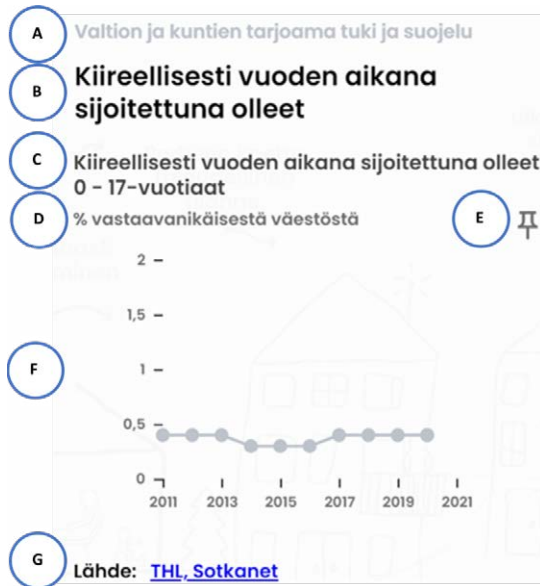 A Valtion ja kuntien tarjoama tuki ja suojelu
B Kiireellisesti vuoden aikana
sijoitettuna olleet
C Kiireellisesti vuoden aikana sijoitettuna olleet
0 - 17-vuotiaat
D % vastaavanikäisestä väestöstä E
2
1,5
1
F
0,5
0
2011 2013 2015 2017 2019 2021
G Lähde: THL, Sotkanet